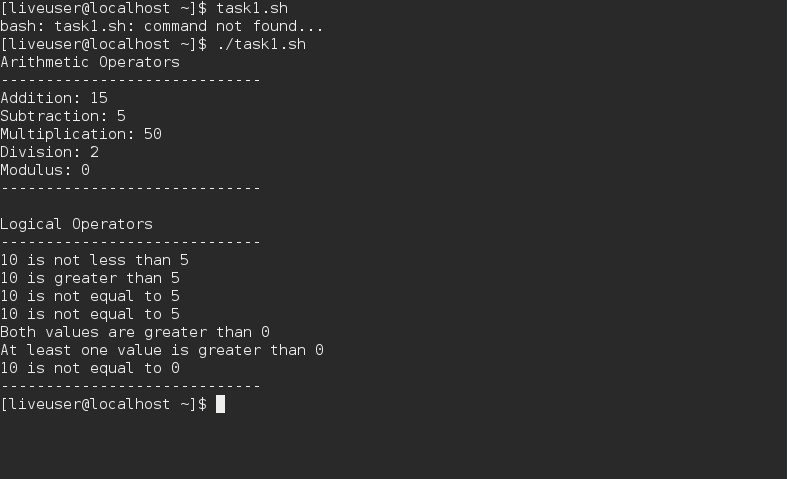 [liveuser@localhost ~]$ task1.sh
bash: task1.sh: command not found...
[liveuser@localhost ~]$ ./task1.sh
Arithmetic Operators
-----------------------------
Addition: 15
Subtraction: 5
Multiplication: 50
Division: 2
Modulus: 0
-----------------------------
Logical Operators
-----------------------------
10 is not less than 5
10 is greater than 5
10 is not equal to 5
10 is not equal to 5
Both values are greater than 0
At least one value is greater than 0
10 is not equal to 0
-----------------------------
[liveuser@localhost ~]$